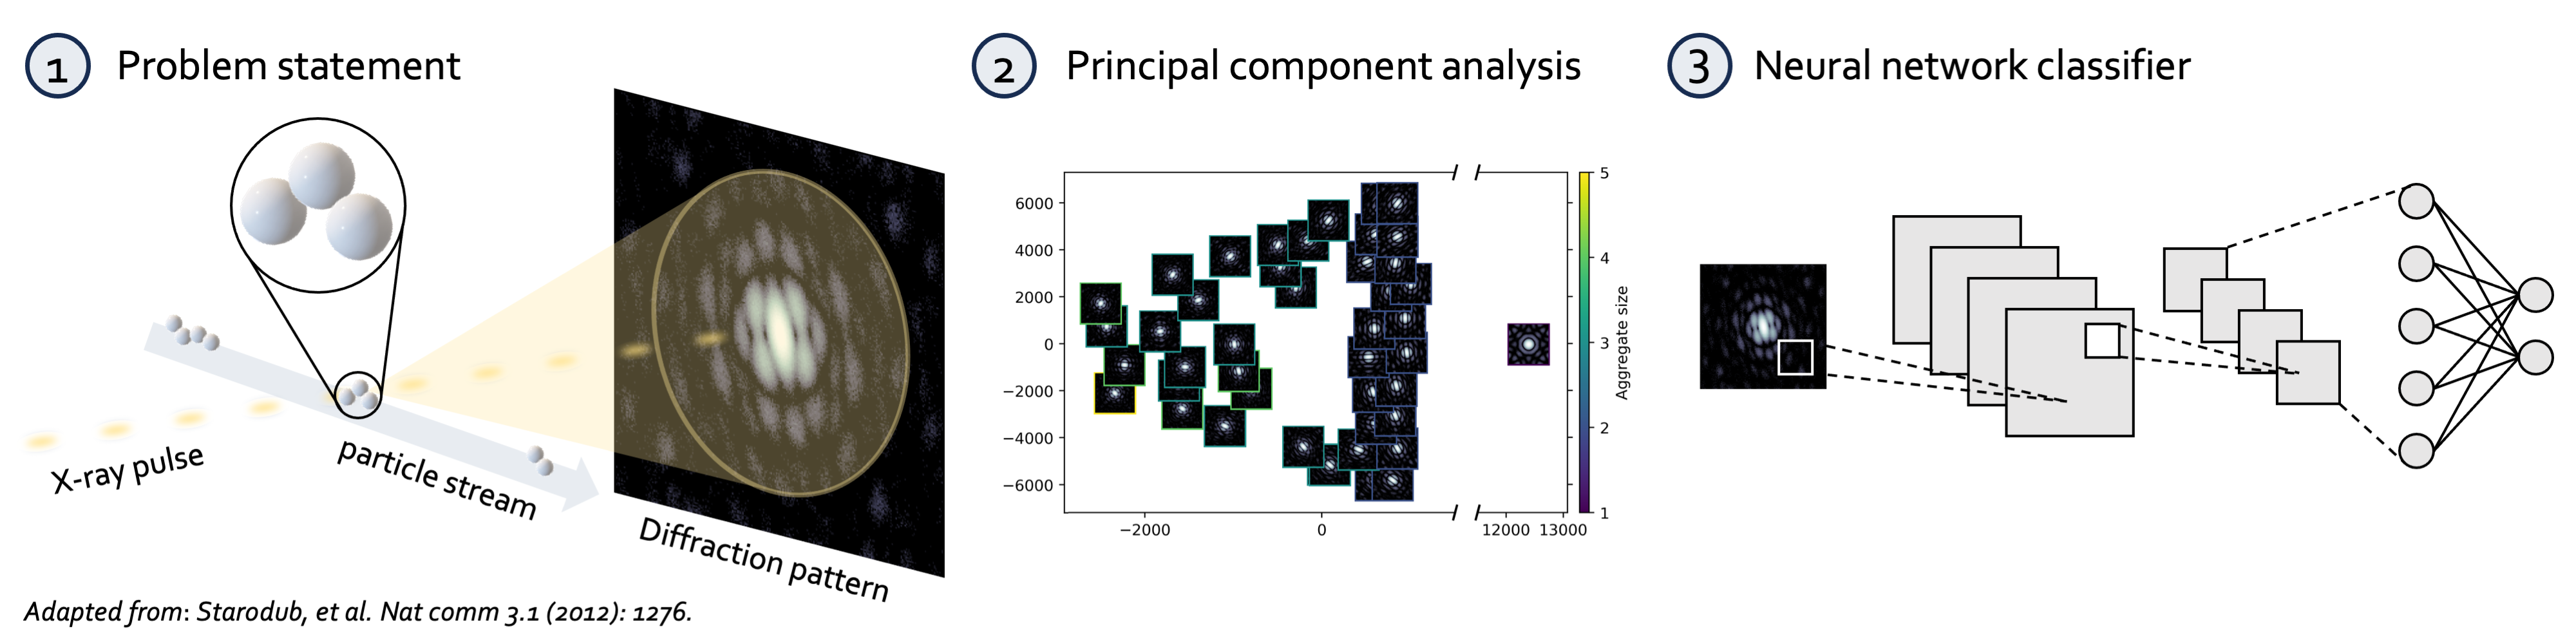 1 Problem statement
X-ray pulse
particle stream
Diffraction pattern
Adapted from: Starodub, et al. Nat comm 3.1 (2012): 1276.
2 Principal component analysis
6000
4000
2000
0
−2000
−4000
−6000
−2000 0 12000 13000
5
4
3
2
1
Aggregate size
3 Neural network classifier